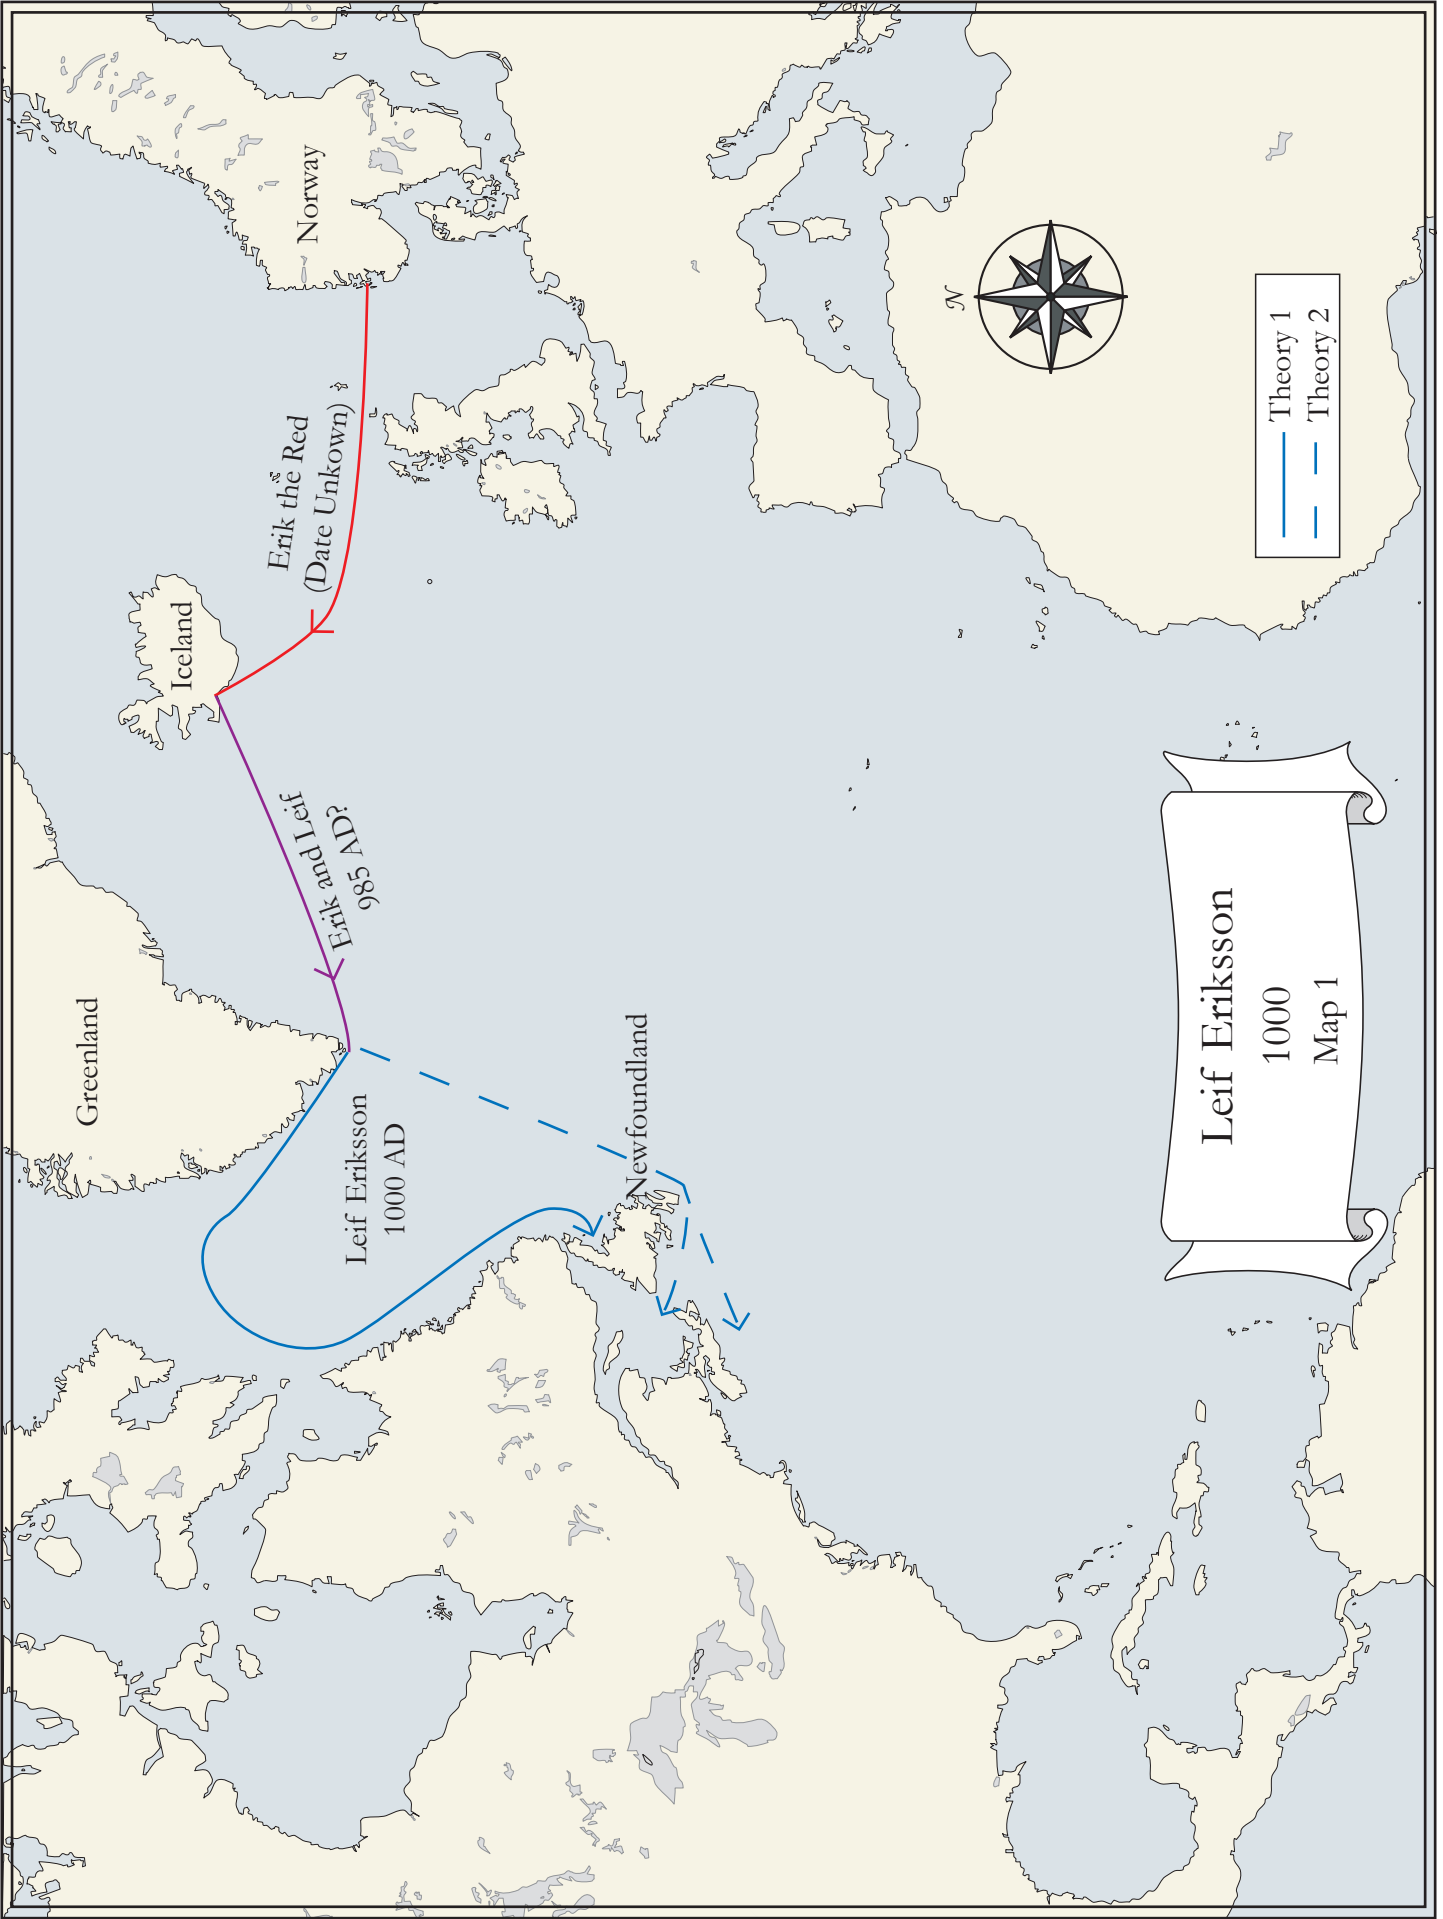 Greenland
Iceland
Norway
Erik the Red
(Date Unkown)
Erik and Leif
985 AD?
Leif Eriksson
1000 AD
Newfoundland
N
Theory 1
Theory 2
Leif Eriksson
1000
Map 1